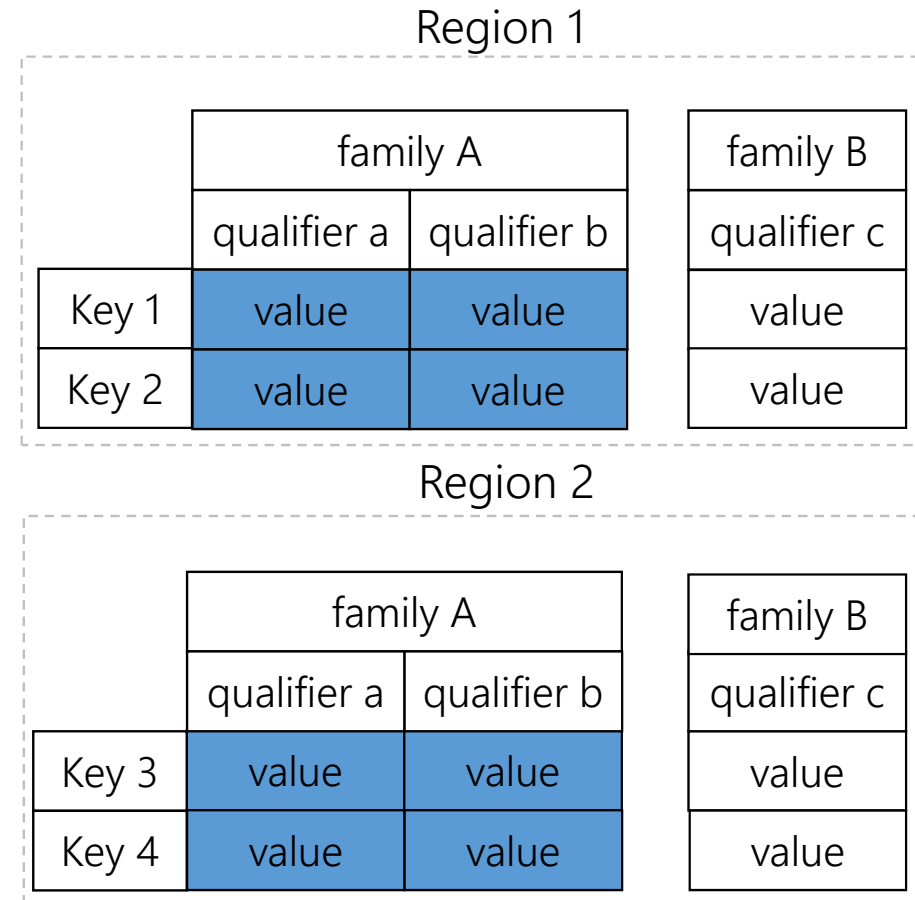 Region 1
family A family B
qualifier a qualifier b qualifier c
Key 1 value value value
Key 2 value value value
Region 2
family A family B
qualifier a qualifier b qualifier c
Key 3 value value value
Key 4 value value value